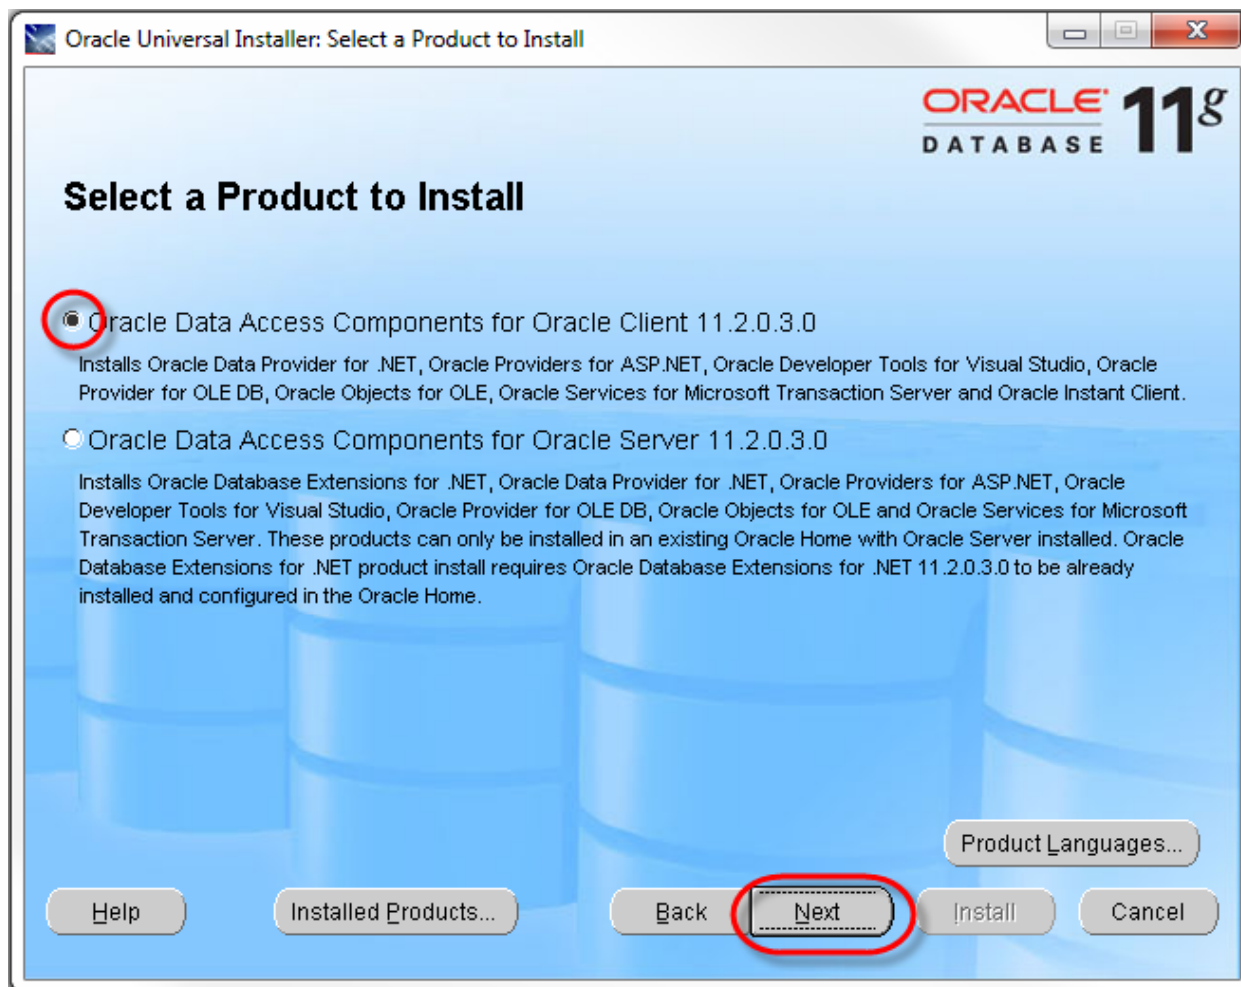 Oracle Universal Installer: Select a Product to Install
ORACLE
DATABASE 11g
Select a Product to Install
Oracle Data Access Components for Oracle Client 11.2.0.3.0
Installs Oracle Data Provider for .NET, Oracle Providers for ASP.NET, Oracle Developer Tools for Visual Studio, Oracle
Provider for OLE DB, Oracle Objects for OLE, Oracle Services for Microsoft Transaction Server and Oracle Instant Client.
Oracle Data Access Components for Oracle Server 11.2.0.3.0
Installs Oracle Database Extensions for .NET, Oracle Data Provider for .NET, Oracle Providers for ASP.NET, Oracle
Developer Tools for Visual Studio, Oracle Provider for OLE DB, Oracle Objects for OLE and Oracle Services for Microsoft
Transaction Server. These products can only be installed in an existing Oracle Home with Oracle Server installed. Oracle
Database Extensions for .NET product install requires Oracle Database Extensions for .NET 11.2.0.3.0 to be already
installed and configured in the Oracle Home.
Product Languages...
Help Installed Products... Back Next Install Cancel